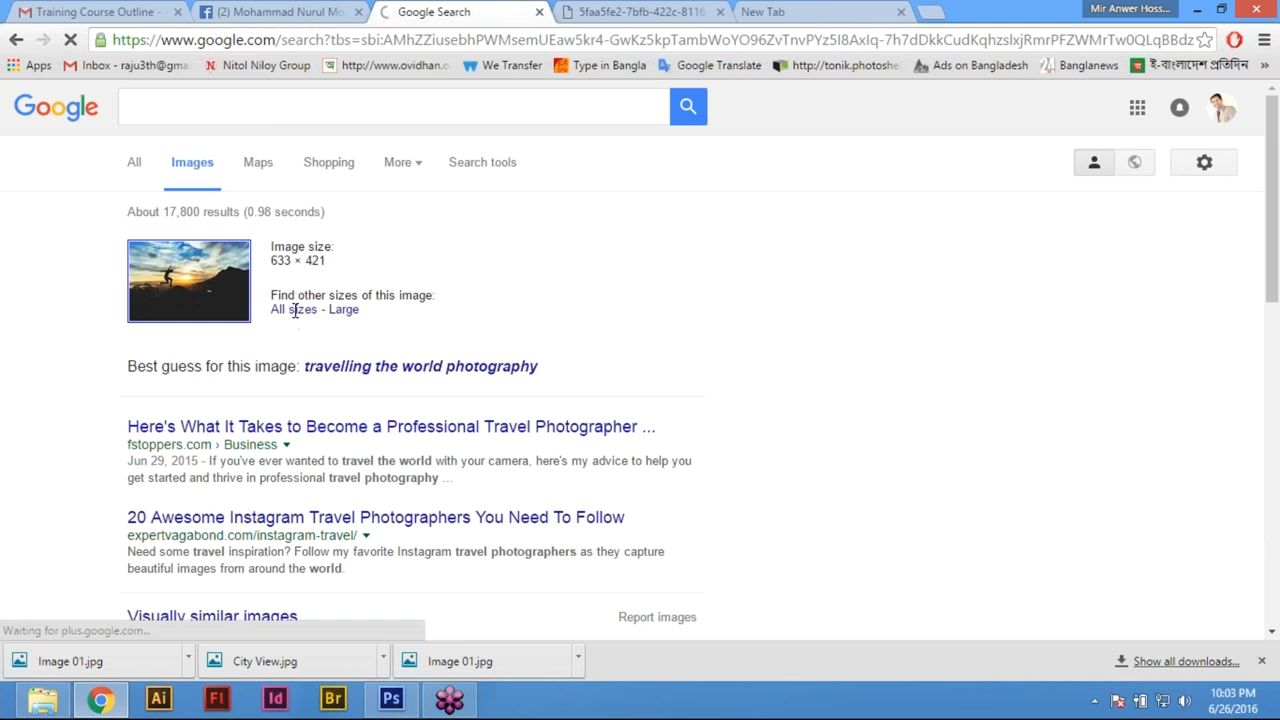 Training Course Outline -
(2) Mohammad Nurul Mo
Google Search
5faa5fe2-7bfb-422c-8116
New Tab
Mir Anwer Hoss...
https://www.google.com/search?tbs=sbi:
Apps
Inbox - raju3th@gma
Nitol Niloy Group
http://www.ovidhan.o
We Transfer
Type in Bangla
Google Translate
http://tonik.photoshe
Ads on Bangladesh
Banglanews
ই-বাংলাদেশ প্রতিদিন
»
Google
All
Images
Maps
Shopping
More
Search tools
About 17,800 results (0.98 seconds)
Image size:
633 × 421
Find other sizes of this image:
All sizes - Large
Best guess for this image: travelling the world photography
Here's What It Takes to Become a Professional Travel Photographer ...
fstoppers.com › Business
Jun 29, 2015 - If you've ever wanted to travel the world with your camera, here's my advice to help you
get started and thrive in professional travel photography ...
20 Awesome Instagram Travel Photographers You Need To Follow
expertvagabond.com/instagram-travel/
Need some travel inspiration? Follow my favorite Instagram travel photographers as they capture
beautiful images from around the world.
Visually similar images
Report images
Waiting for plus.google.com...
Image 01.jpg
City View.jpg
Image 01.jpg
Show all downloads...
Ai
Fl
Id
Br
Ps
10:03 PM
6/26/2016